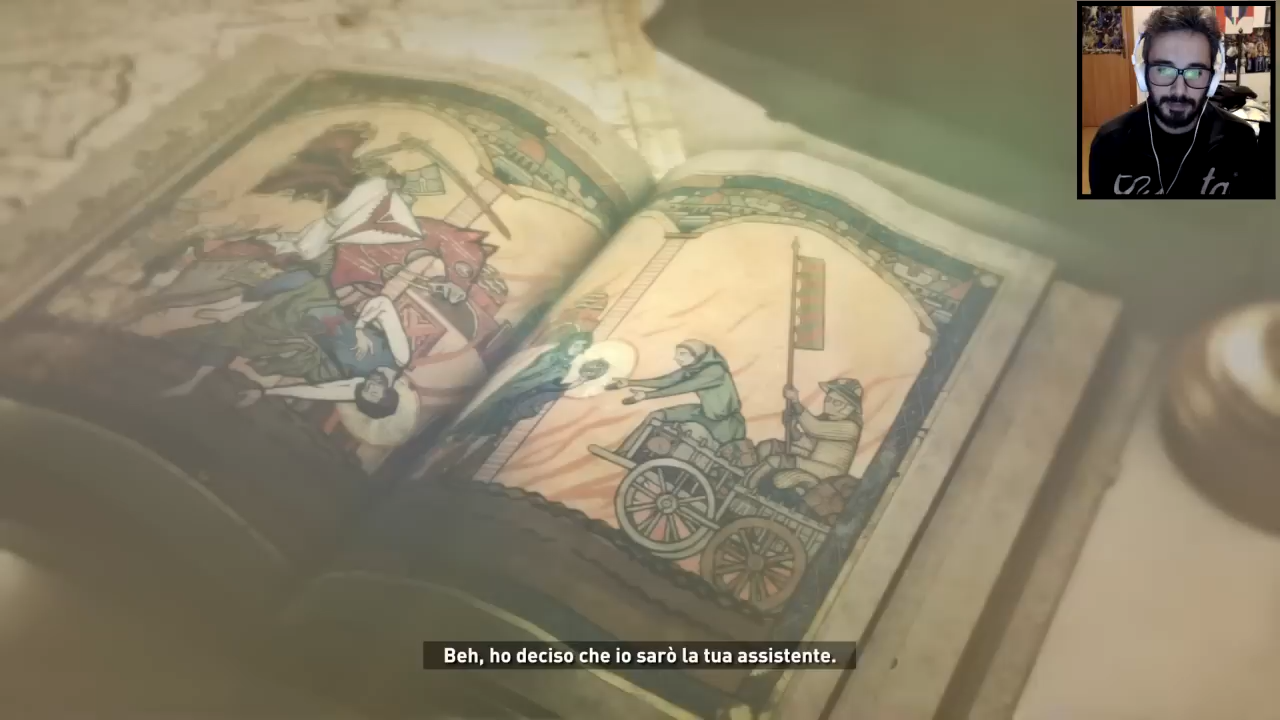 Beh, ho deciso che io sarò la tua assistente.